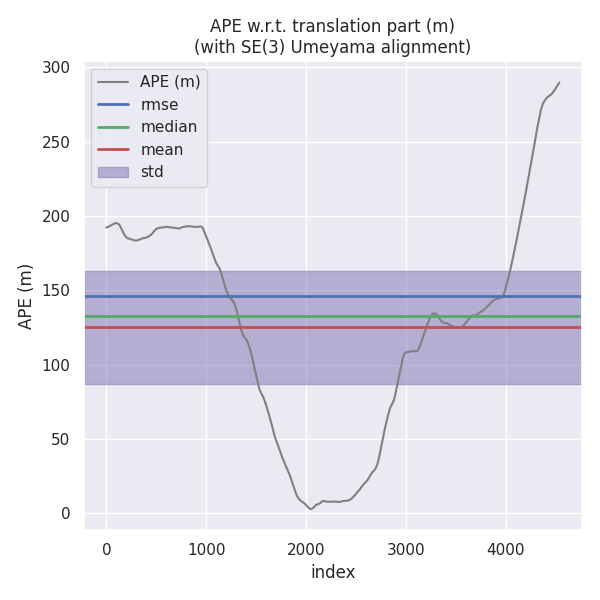 APE w.r.t. translation part (m)
(with SE(3) Umeyama alignment)
APE (m)
rmse
median
mean
std
300
250
200
150
100
50
0
APE (m)
0 1000 2000 3000 4000
index